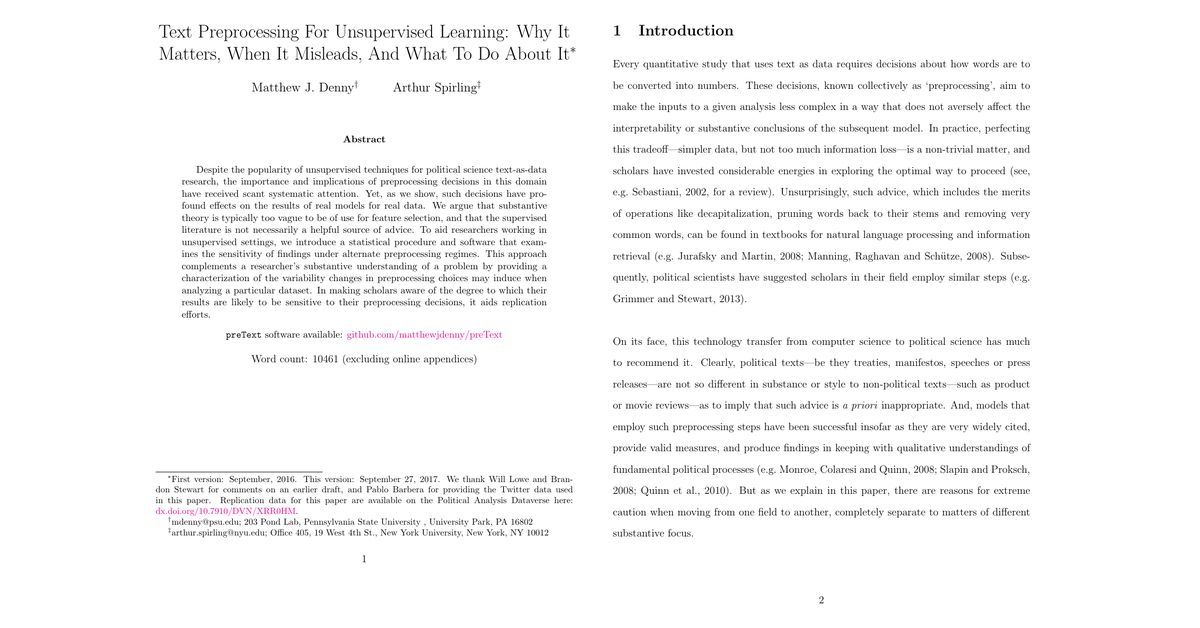 Text Preprocessing For Unsupervised Learning: Why It
Matters, When It Misleads, And What To Do About It*
Matthew J. Denny† Arthur Spirling‡
Abstract
Despite the popularity of unsupervised techniques for political science text-as-data
research, the importance and implications of preprocessing decisions in this domain
have received scant systematic attention. Yet, as we show, such decisions have pro-
found effects on the results of real models for real data. We argue that substantive
theory is typically too vague to be of use for feature selection, and that the supervised
literature is not necessarily a helpful source of advice. To aid researchers working in
unsupervised settings, we introduce a statistical procedure and software that exam-
ines the sensitivity of findings under alternate preprocessing regimes. This approach
complements a researcher's substantive understanding of a problem by providing a
characterization of the variability changes in preprocessing choices may induce when
analyzing a particular dataset. In making scholars aware of the degree to which their
results are likely to be sensitive to their preprocessing decisions, it aids replication
efforts.
preText software available: github.com/matthewjdenny/preText
Word count: 10461 (excluding online appendices)
*First version: September, 2016. This version: September 27, 2017. We thank Will Lowe and Bran-
don Stewart for comments on an earlier draft, and Pablo Barbera for providing the Twitter data used
in this paper. Replication data for this paper are available on the Political Analysis Dataverse here:
dx.doi.org/10.7910/DVN/XRR0HM.
†mdenny@psu.edu; 203 Pond Lab, Pennsylvania State University , University Park, PA 16802
‡arthur.spirling@nyu.edu; Office 405, 19 West 4th St., New York University, New York, NY 10012
1
1 Introduction
Every quantitative study that uses text as data requires decisions about how words are to
be converted into numbers. These decisions, known collectively as ‘preprocessing’, aim to
make the inputs to a given analysis less complex in a way that does not aversely affect the
interpretability or substantive conclusions of the subsequent model. In practice, perfecting
this tradeoff—simpler data, but not too much information loss—is a non-trivial matter, and
scholars have invested considerable energies in exploring the optimal way to proceed (see,
e.g. Sebastiani, 2002, for a review). Unsurprisingly, such advice, which includes the merits
of operations like decapitalization, pruning words back to their stems and removing very
common words, can be found in textbooks for natural language processing and information
retrieval (e.g. Jurafsky and Martin, 2008; Manning, Raghavan and Schütze, 2008). Subse-
quently, political scientists have suggested scholars in their field employ similar steps (e.g.
Grimmer and Stewart, 2013).
On its face, this technology transfer from computer science to political science has much
to recommend it. Clearly, political texts—be they treaties, manifestos, speeches or press
releases—are not so different in substance or style to non-political texts—such as product
or movie reviews—as to imply that such advice is a priori inappropriate. And, models that
employ such preprocessing steps have been successful insofar as they are very widely cited,
provide valid measures, and produce findings in keeping with qualitative understandings of
fundamental political processes (e.g. Monroe, Colaresi and Quinn, 2008; Slapin and Proksch,
2008; Quinn et al., 2010). But as we explain in this paper, there are reasons for extreme
caution when moving from one field to another, completely separate to matters of different
substantive focus.
2